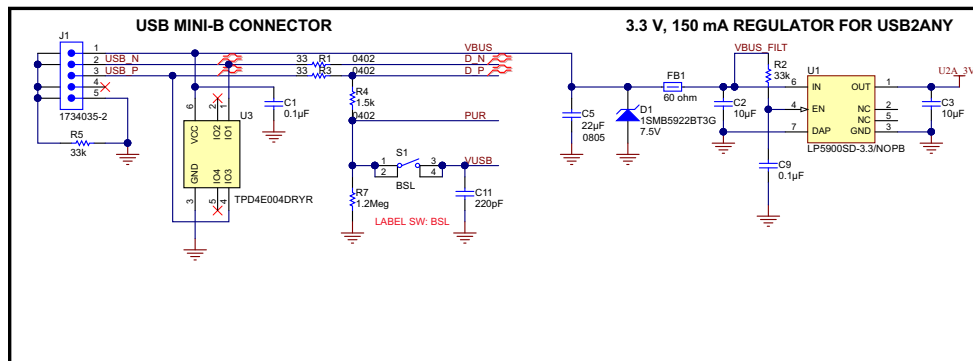 USB MINI-B CONNECTOR
3.3 V, 150 mA REGULATOR FOR USB2ANY
J1
1
2
3
4
5
1734035-2
USB_N
USB_P
R5
33k
33 R1 0402
33 R3 0402
VBUS
D_N
D_P
C1
0.1µF
U3
6
2
1
VCC
IO2
IO1
GND
IO4
IO3
3
5
4
TPD4E004DRYR
R4
1.5k
0402
PUR
S1
1
2
3
4
BSL
VUSB
R7
1.2Meg
C11
220pF
LABEL SW: BSL
C5
22µF
0805
D1
1SMB5922BT3G
7.5V
FB1
60 ohm
VBUS_FILT
C2
10µF
R2
33k
C9
0.1µF
U1
6
4
7
IN
EN
DAP
OUT
NC
NC
GND
1
2
5
3
LP5900SD-3.3/NOPB
U2A_3V
C3
10µF